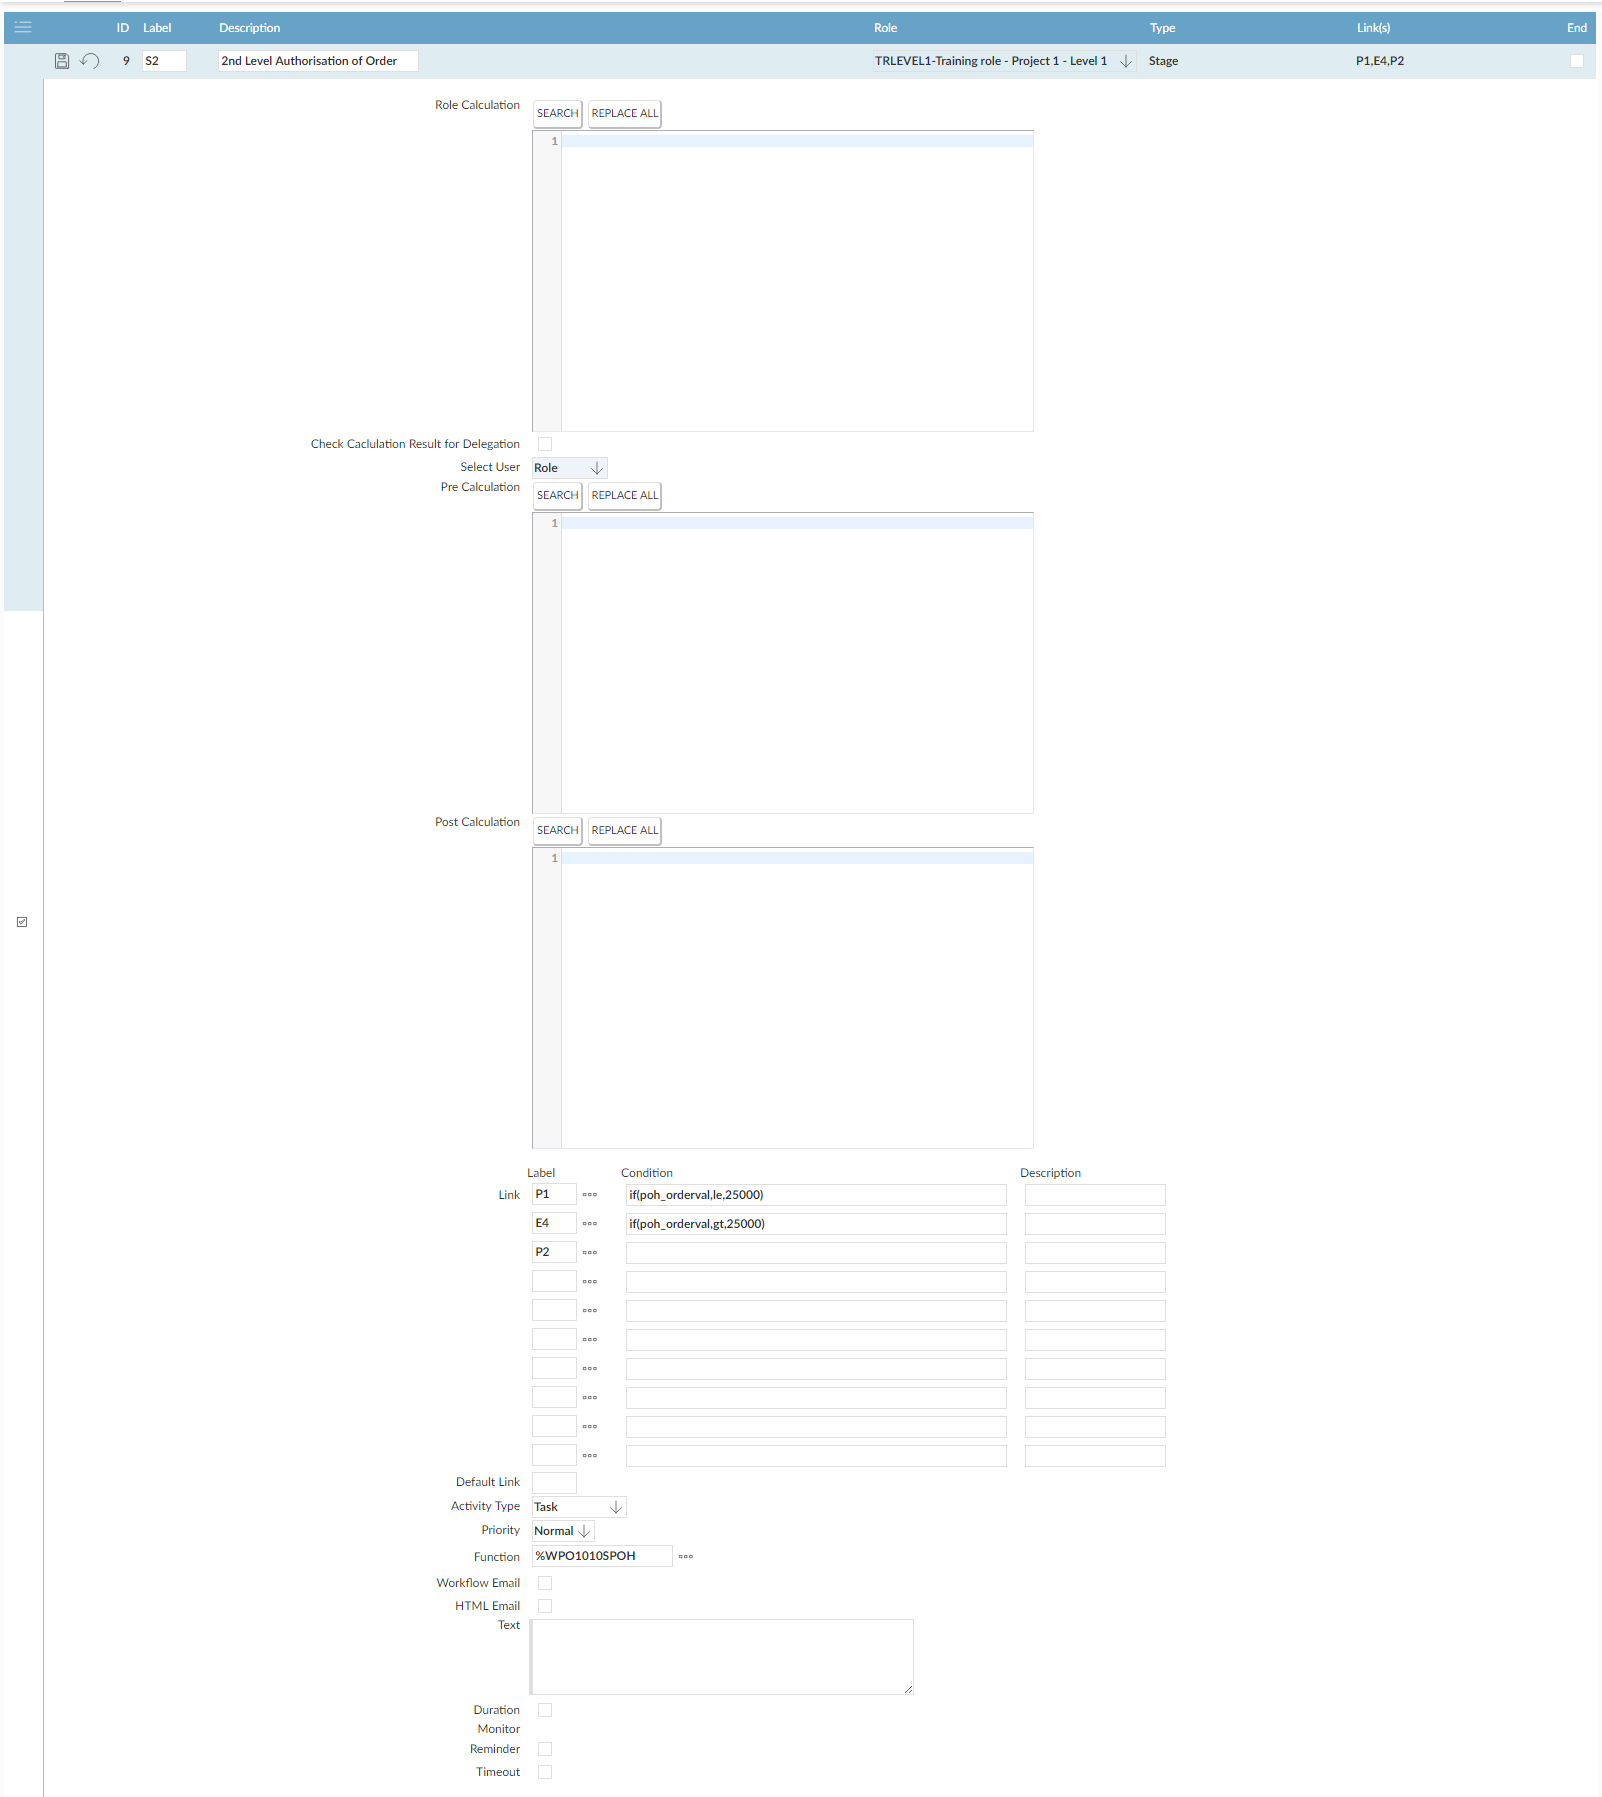 ID Label Description Role Type Link(s) End
9 S2 2nd Level Authorisation of Order TRLEVEL1-Training role - Project 1 - Level 1 Stage P1,E4,P2
Role Calculation SEARCH REPLACE ALL
1
Check Caclulation Result for Delegation
Select User Role
Pre Calculation SEARCH REPLACE ALL
1
Post Calculation SEARCH REPLACE ALL
1
Label Condition Description
Link P1 if(poh_orderval,le,25000)
E4 if(poh_orderval,gt,25000)
P2
Default Link
Activity Type Task
Priority Normal
Function %WPO1010SPOH
Workflow Email
HTML Email
Text
Duration
Monitor
Reminder
Timeout